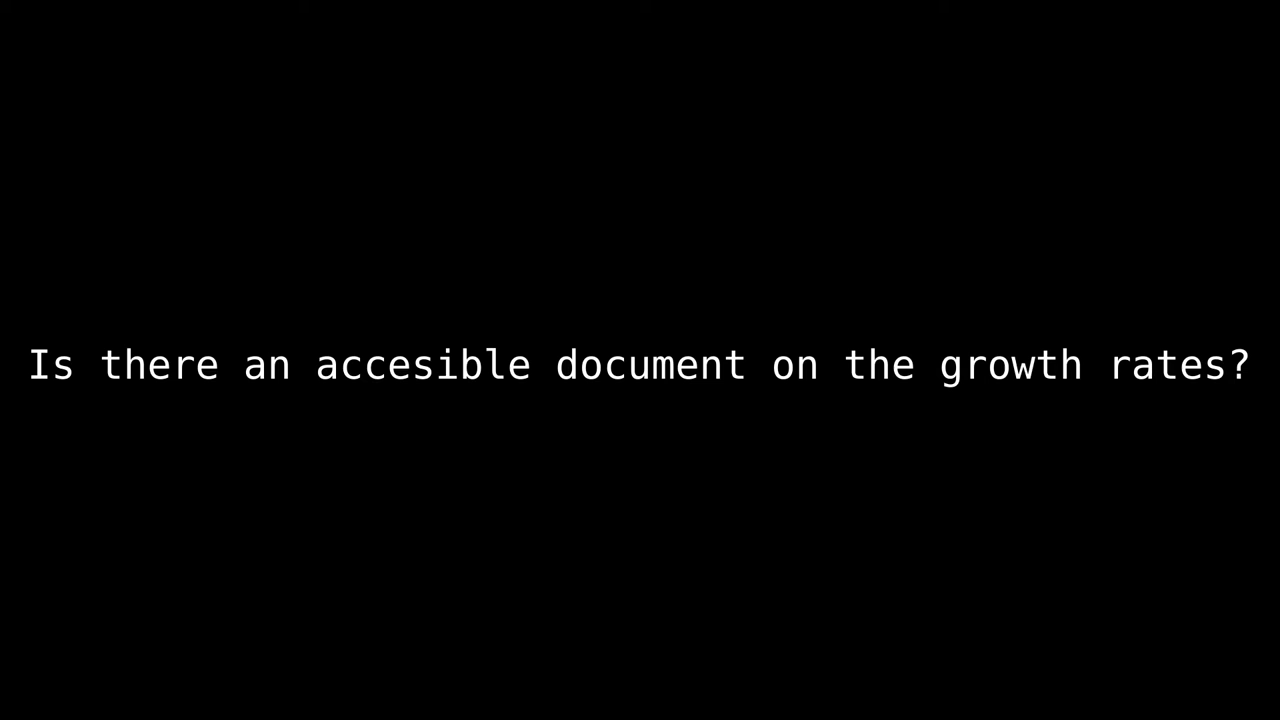 Is there an accesible document on the growth rates?